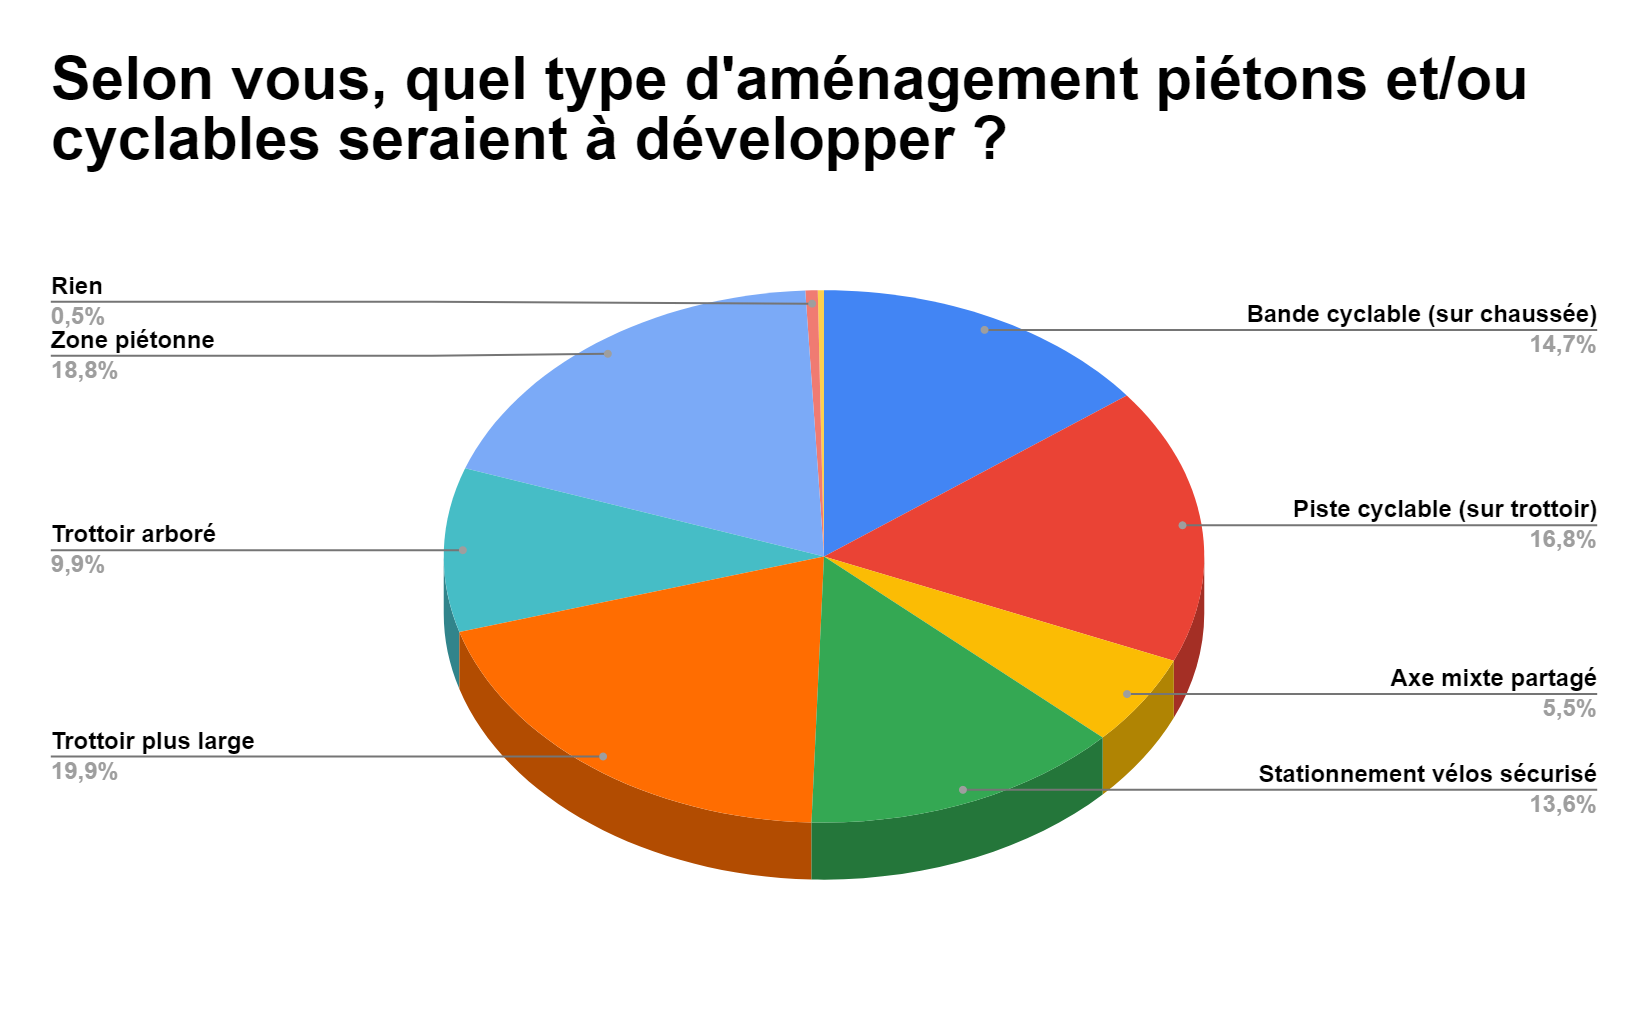 Selon vous, quel type d'aménagement piétons et/ou
cyclables seraient à développer ?
Rien
0,5%
Zone piétonne
18,8%
Trottoir arboré
9,9%
Trottoir plus large
19,9%
Bande cyclable (sur chaussée)
14,7%
Piste cyclable (sur trottoir)
16,8%
Axe mixte partagé
5,5%
Stationnement vélos sécurisé
13,6%